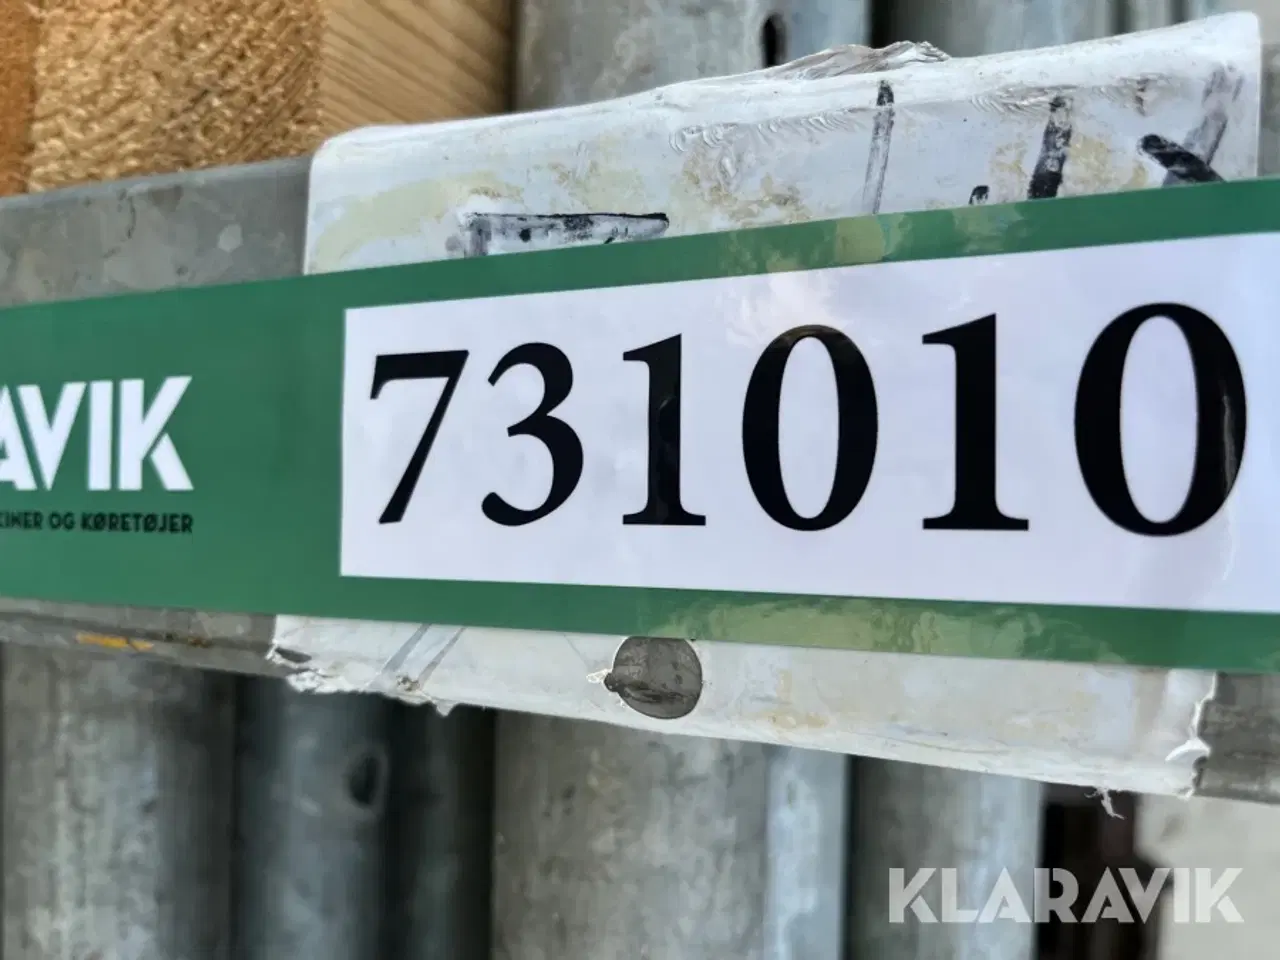 731010
AVIK
KINER OG KØRETØJER
KLARAVIK